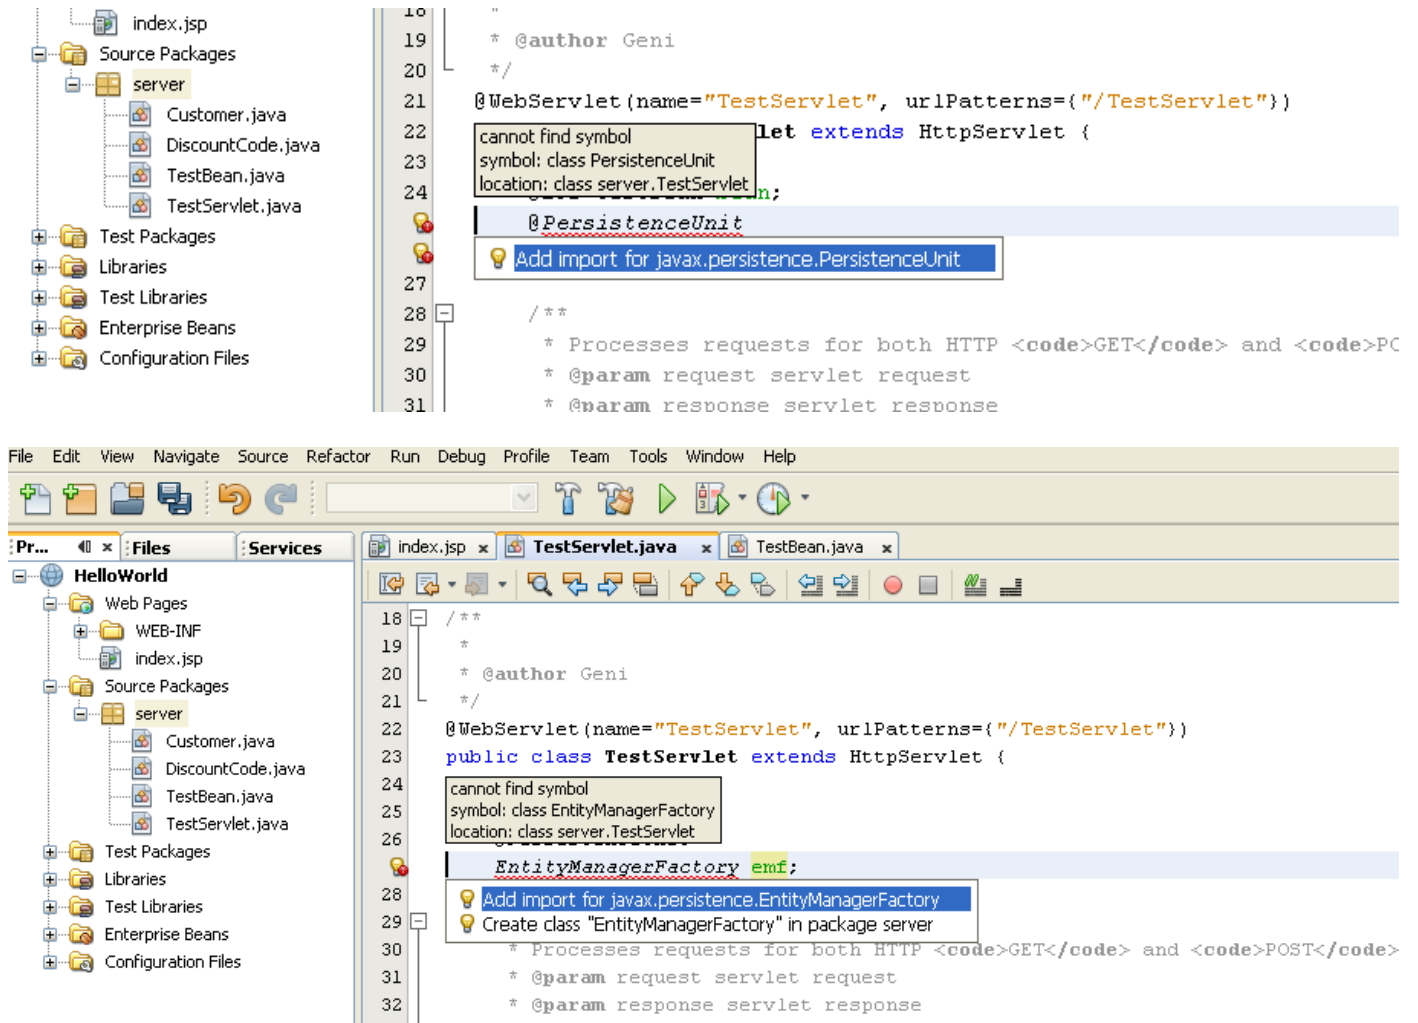 index.jsp
Source Packages
server
Customer.java
DiscountCode.java
TestBean.java
TestServlet.java
Test Packages
Libraries
Test Libraries
Enterprise Beans
Configuration Files
18 *
19 * @author Geni
20 */
21 @WebServlet(name="TestServlet", urlPatterns={"/TestServlet"})
22 let extends HttpServlet {
cannot find symbol
symbol: class PersistenceUnit
location: class server.TestServlet
23
24 n;
@PersistenceUnit
Add import for javax.persistence.PersistenceUnit
27
28 /**
29 * Processes requests for both HTTP <code>GET</code> and <code>PO
30 * @param request servlet request
31 * @param response servlet response
File Edit View Navigate Source Refactor Run Debug Profile Team Tools Window Help
Pr... Files Services
HelloWorld
Web Pages
WEB-INF
index.jsp
Source Packages
server
Customer.java
DiscountCode.java
TestBean.java
TestServlet.java
Test Packages
Libraries
Test Libraries
Enterprise Beans
Configuration Files
index.jsp x TestServlet.java x TestBean.java x
18 /**
19 *
20 * @author Geni
21 */
22 @WebServlet(name="TestServlet", urlPatterns={"/TestServlet"})
23 public class TestServlet extends HttpServlet {
24
25
26
cannot find symbol
symbol: class EntityManagerFactory
location: class server.TestServlet
EntityManagerFactory emf;
28
Add import for javax.persistence.EntityManagerFactory
29
Create class "EntityManagerFactory" in package server
30 * Processes requests for both HTTP <code>GET</code> and <code>POST</code>
31 * @param request servlet request
32 * @param response servlet response